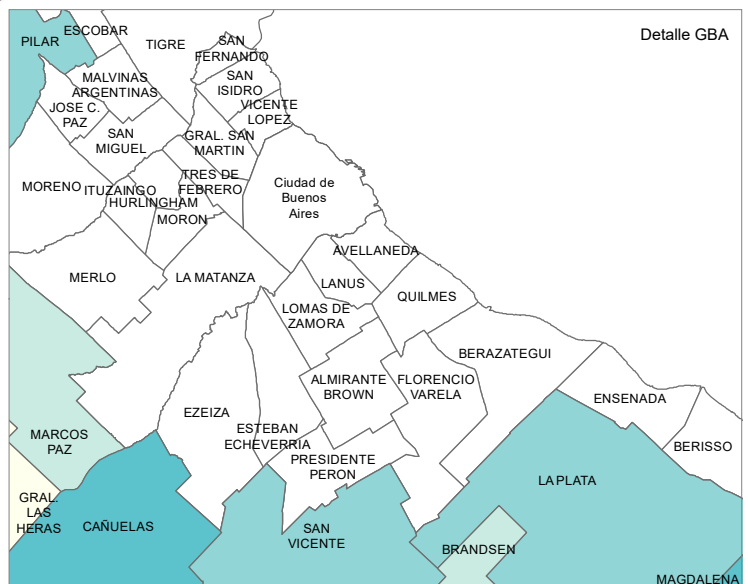 Detalle GBA
ESCOBAR
PILAR
TIGRE
SAN
FERNANDO
MALVINAS
ARGENTINAS
SAN
ISIDRO
JOSE C.
PAZ
VICENTE
LOPEZ
SAN
MIGUEL
GRAL. SAN
MARTIN
MORENO
ITUZAINGO
HURLINGHAM
TRES DE
FEBRERO
Ciudad de
Buenos
Aires
MORON
AVELLANEDA
MERLO
LA MATANZA
LANUS
QUILMES
LOMAS DE
ZAMORA
BERAZATEGUI
ALMIRANTE
BROWN
FLORENCIO
VARELA
ENSENADA
EZEIZA
ESTEBAN
ECHEVERRIA
MARCOS
PAZ
BERISSO
PRESIDENTE
PERON
LA PLATA
GRAL.
LAS
HERAS
CAÑUELAS
SAN
VICENTE
BRANDSEN
MAGDALENA